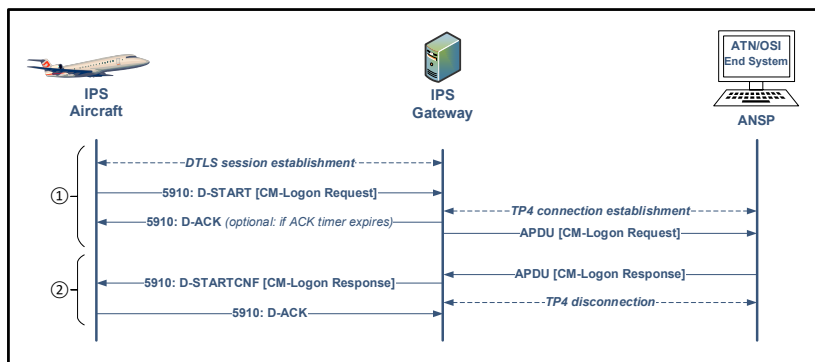 IPS
Aircraft
IPS
Gateway
ATN/OSI
End System
ANSP
①
DTLS session establishment
5910: D-START [CM-Logon Request]
TP4 connection establishment
5910: D-ACK (optional: if ACK timer expires)
APDU [CM-Logon Request]
②
APDU [CM-Logon Response]
5910: D-STARTCNF [CM-Logon Response]
TP4 disconnection
5910: D-ACK